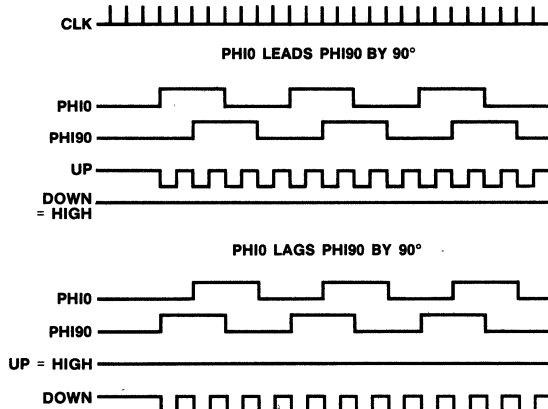 CLK
PHI0 LEADS PHI90 BY 90°
PHI0
PHI90
UP
DOWN
= HIGH
PHI0 LAGS PHI90 BY 90°
PHI0
PHI90
UP = HIGH
DOWN